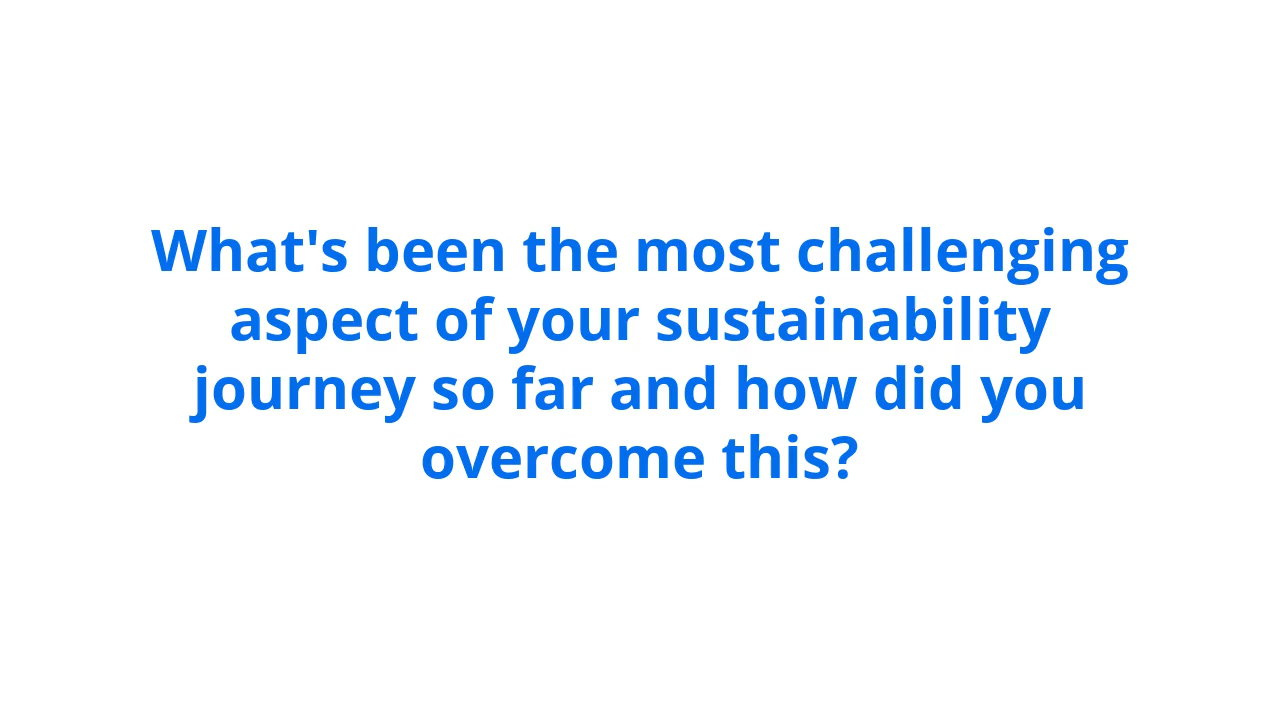 What's been the most challenging
aspect of your sustainability
journey so far and how did you
overcome this?